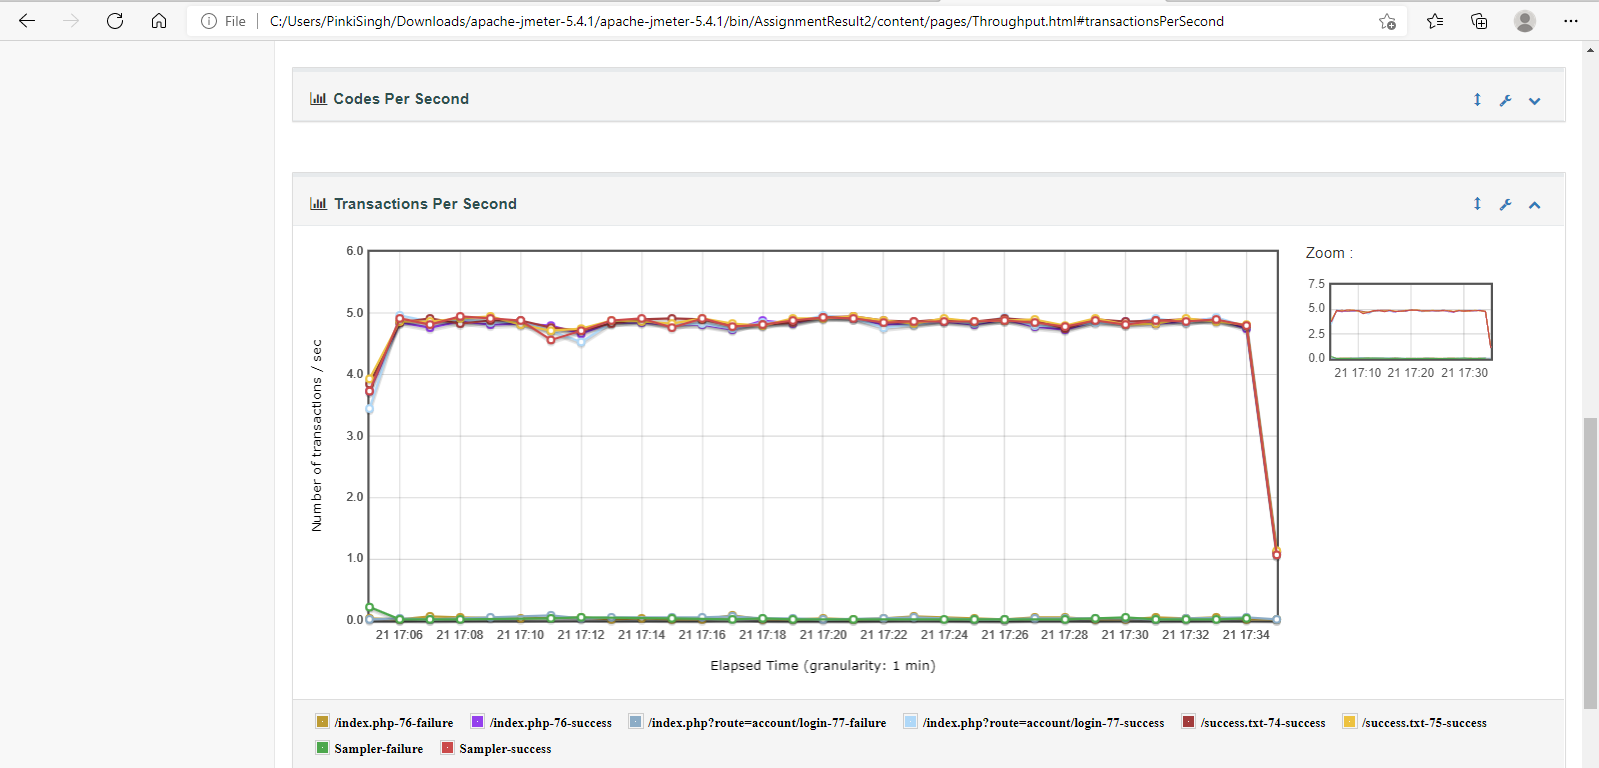 File
C:/Users/PinkiSingh/Downloads/apache-jmeter-5.4.1/apache-jmeter-5.4.1/bin/AssignmentResult2/content/pages/Throughput.html#transactionsPerSecond
Codes Per Second
Transactions Per Second
6.0
5.0
4.0
3.0
2.0
1.0
0.0
Number of transactions / sec
21 17:06 21 17:08 21 17:10 21 17:12 21 17:14 21 17:16 21 17:18 21 17:20 21 17:22 21 17:24 21 17:26 21 17:28 21 17:30 21 17:32 21 17:34
Elapsed Time (granularity: 1 min)
Zoom :
7.5
5.0
2.5
0.0
21 17:10 21 17:20 21 17:30
/index.php-76-failure /index.php-76-success /index.php?route=account/login-77-failure /index.php?route=account/login-77-success /success.txt-74-success /success.txt-75-success
Sampler-failure Sampler-success